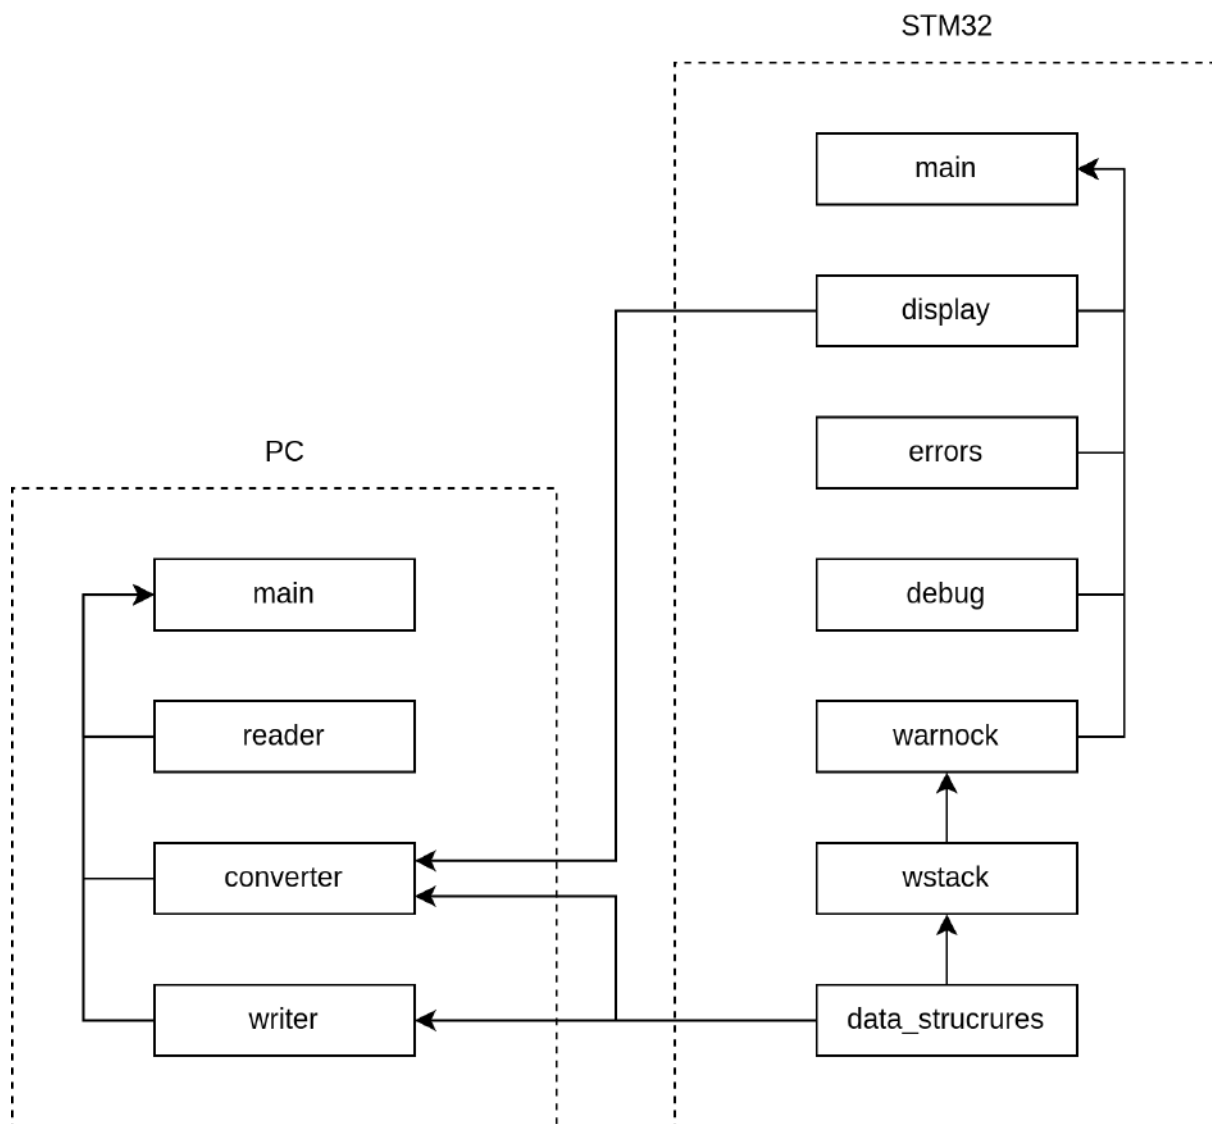 STM32
main
display
errors
debug
warnock
wstack
data_strucrures
PC
main
reader
converter
writer